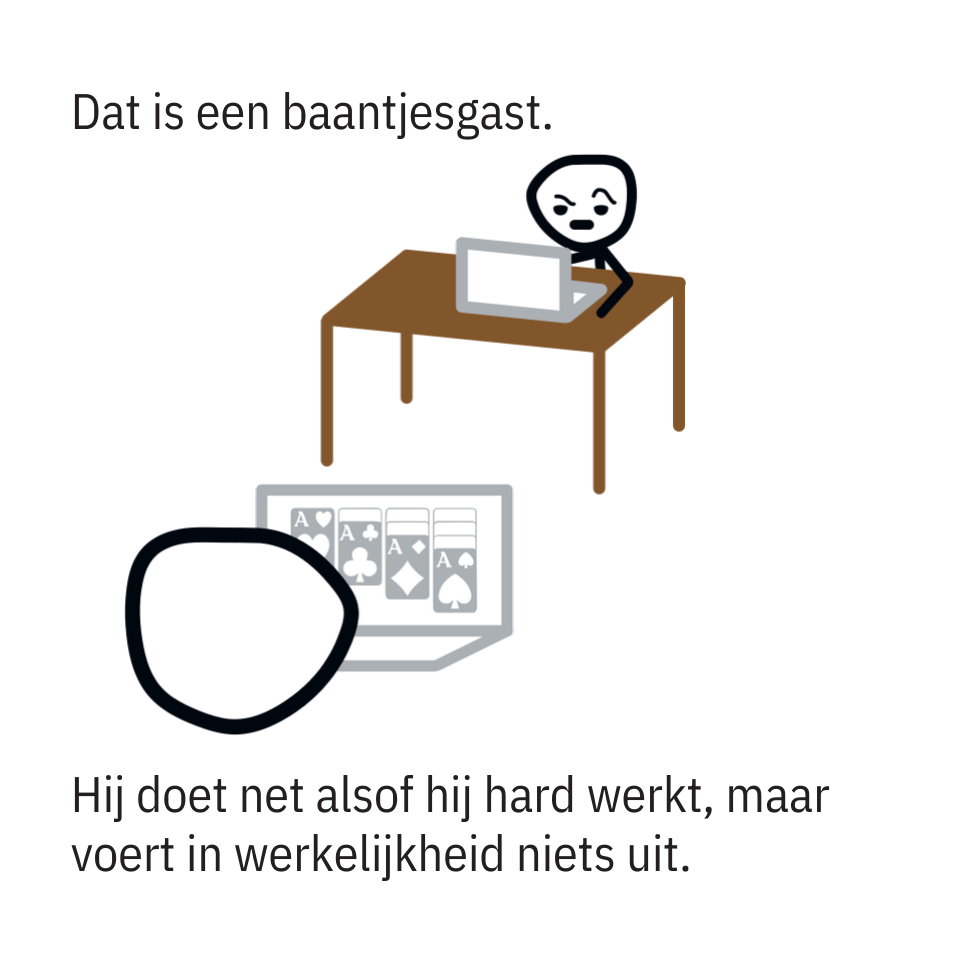 Dat is een baantjesgast.
A A A A
Hij doet net alsof hij hard werkt, maar
voert in werkelijkheid niets uit.